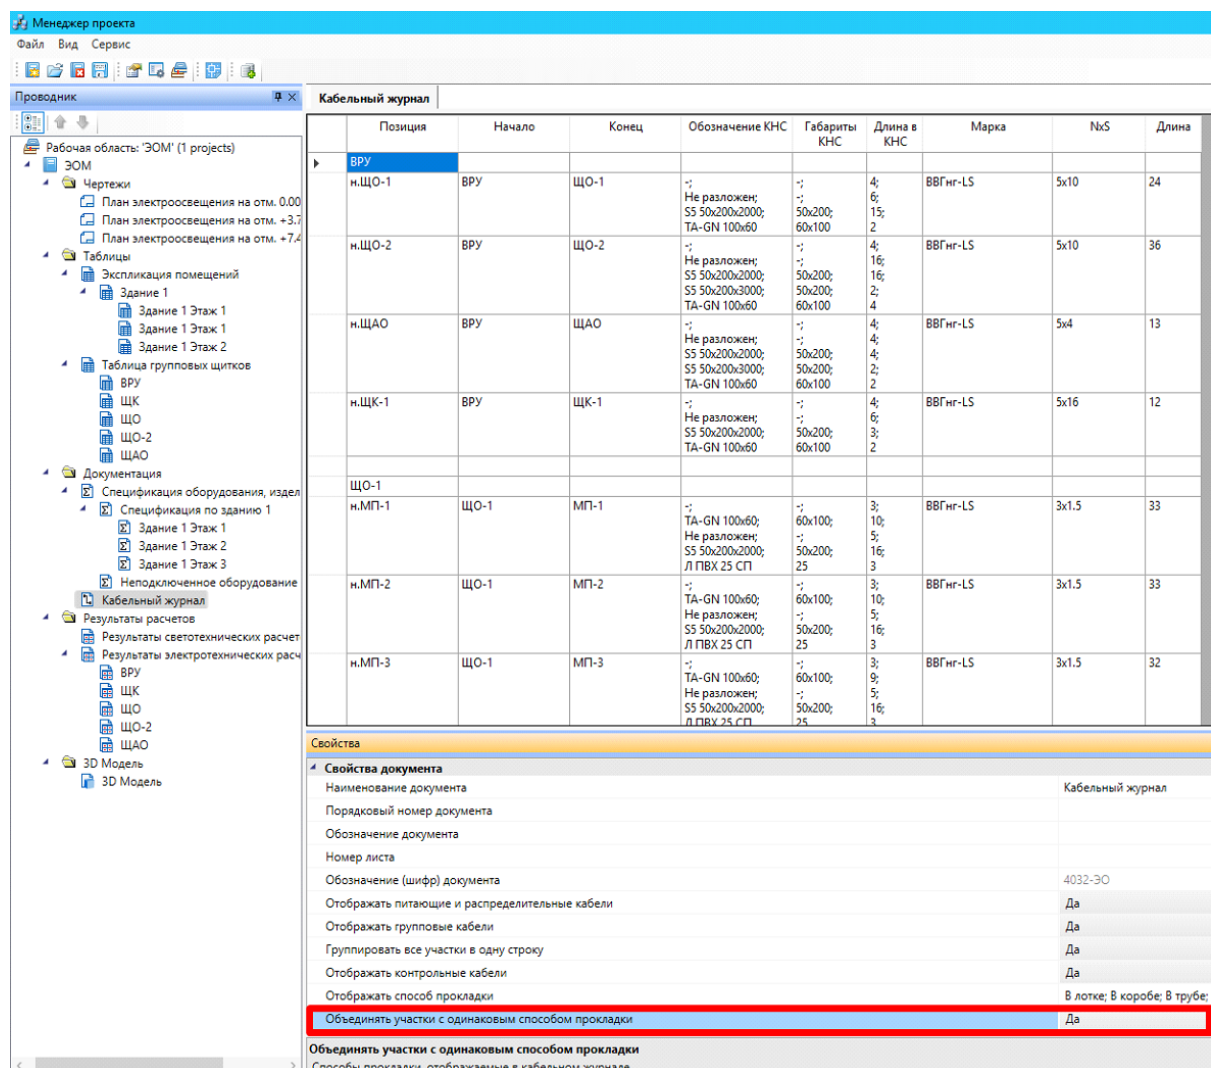 Менеджер проекта
Файл Вид Сервис
Проводник
Рабочая область: 'ЭОМ' (1 projects)
ЭОМ
Чертежи
План электроосвещения на отм. 0.00
План электроосвещения на отм. +3.7
План электроосвещения на отм. +7.4
Таблицы
Экспликация помещений
Здание 1
Здание 1 Этаж 1
Здание 1 Этаж 1
Здание 1 Этаж 2
Таблица групповых щитков
ВРУ
ЩК
ЩО
ЩО-2
ЩАО
Документация
Спецификация оборудования, издел
Спецификация по зданию 1
Здание 1 Этаж 1
Здание 1 Этаж 2
Здание 1 Этаж 3
Неподключенное оборудование
Кабельный журнал
Результаты расчетов
Результаты светотехнических расчет
Результаты электротехнических расч
ВРУ
ЩК
ЩО
ЩО-2
ЩАО
3D Модель
3D Модель
Кабельный журнал
Позиция Начало Конец Обозначение КНС Габариты КНС Длина в КНС Марка NxS Длина
ВРУ
н.ЩО-1 ВРУ ЩО-1 -; -; 4; ВВГнг-LS 5x10 24
Не разложен; -; 6;
S5 50x200x2000; 50x200; 15;
TA-GN 100x60 60x100 2
н.ЩО-2 ВРУ ЩО-2 -; -; 4; ВВГнг-LS 5x10 36
Не разложен; -; 16;
S5 50x200x2000; 50x200; 16;
S5 50x200x3000; 50x200; 2;
TA-GN 100x60 60x100 4
н.ЩАО ВРУ ЩАО -; -; 4; ВВГнг-LS 5x4 13
Не разложен; -; 4;
S5 50x200x2000; 50x200; 4;
S5 50x200x3000; 50x200; 2;
TA-GN 100x60 60x100 2
н.ЩК-1 ВРУ ЩК-1 -; -; 4; ВВГнг-LS 5x16 12
Не разложен; -; 6;
S5 50x200x2000; 50x200; 3;
TA-GN 100x60 60x100 2
ЩО-1
н.МП-1 ЩО-1 МП-1 -; -; 3; ВВГнг-LS 3x1.5 33
TA-GN 100x60; 60x100; 10;
Не разложен; -; 5;
S5 50x200x2000; 50x200; 16;
Л ПВХ 25 СП 25 3
н.МП-2 ЩО-1 МП-2 -; -; 3; ВВГнг-LS 3x1.5 33
TA-GN 100x60; 60x100; 10;
Не разложен; -; 5;
S5 50x200x2000; 50x200; 16;
Л ПВХ 25 СП 25 3
н.МП-3 ЩО-1 МП-3 -; -; 3; ВВГнг-LS 3x1.5 32
TA-GN 100x60; 60x100; 9;
Не разложен; -; 5;
S5 50x200x2000; 50x200; 16;
Л ПВХ 25 СП 25 3
Свойства
Свойства документа
Наименование документа Кабельный журнал
Порядковый номер документа
Обозначение документа
Номер листа
Обозначение (шифр) документа 4032-ЭО
Отображать питающие и распределительные кабели Да
Отображать групповые кабели Да
Группировать все участки в одну строку Да
Отображать контрольные кабели Да
Отображать способ прокладки В лотке; В коробе; В трубе;
Объединять участки с одинаковым способом прокладки Да
Объединять участки с одинаковым способом прокладки
Способы прокладки, отображаемые в кабельном журнале